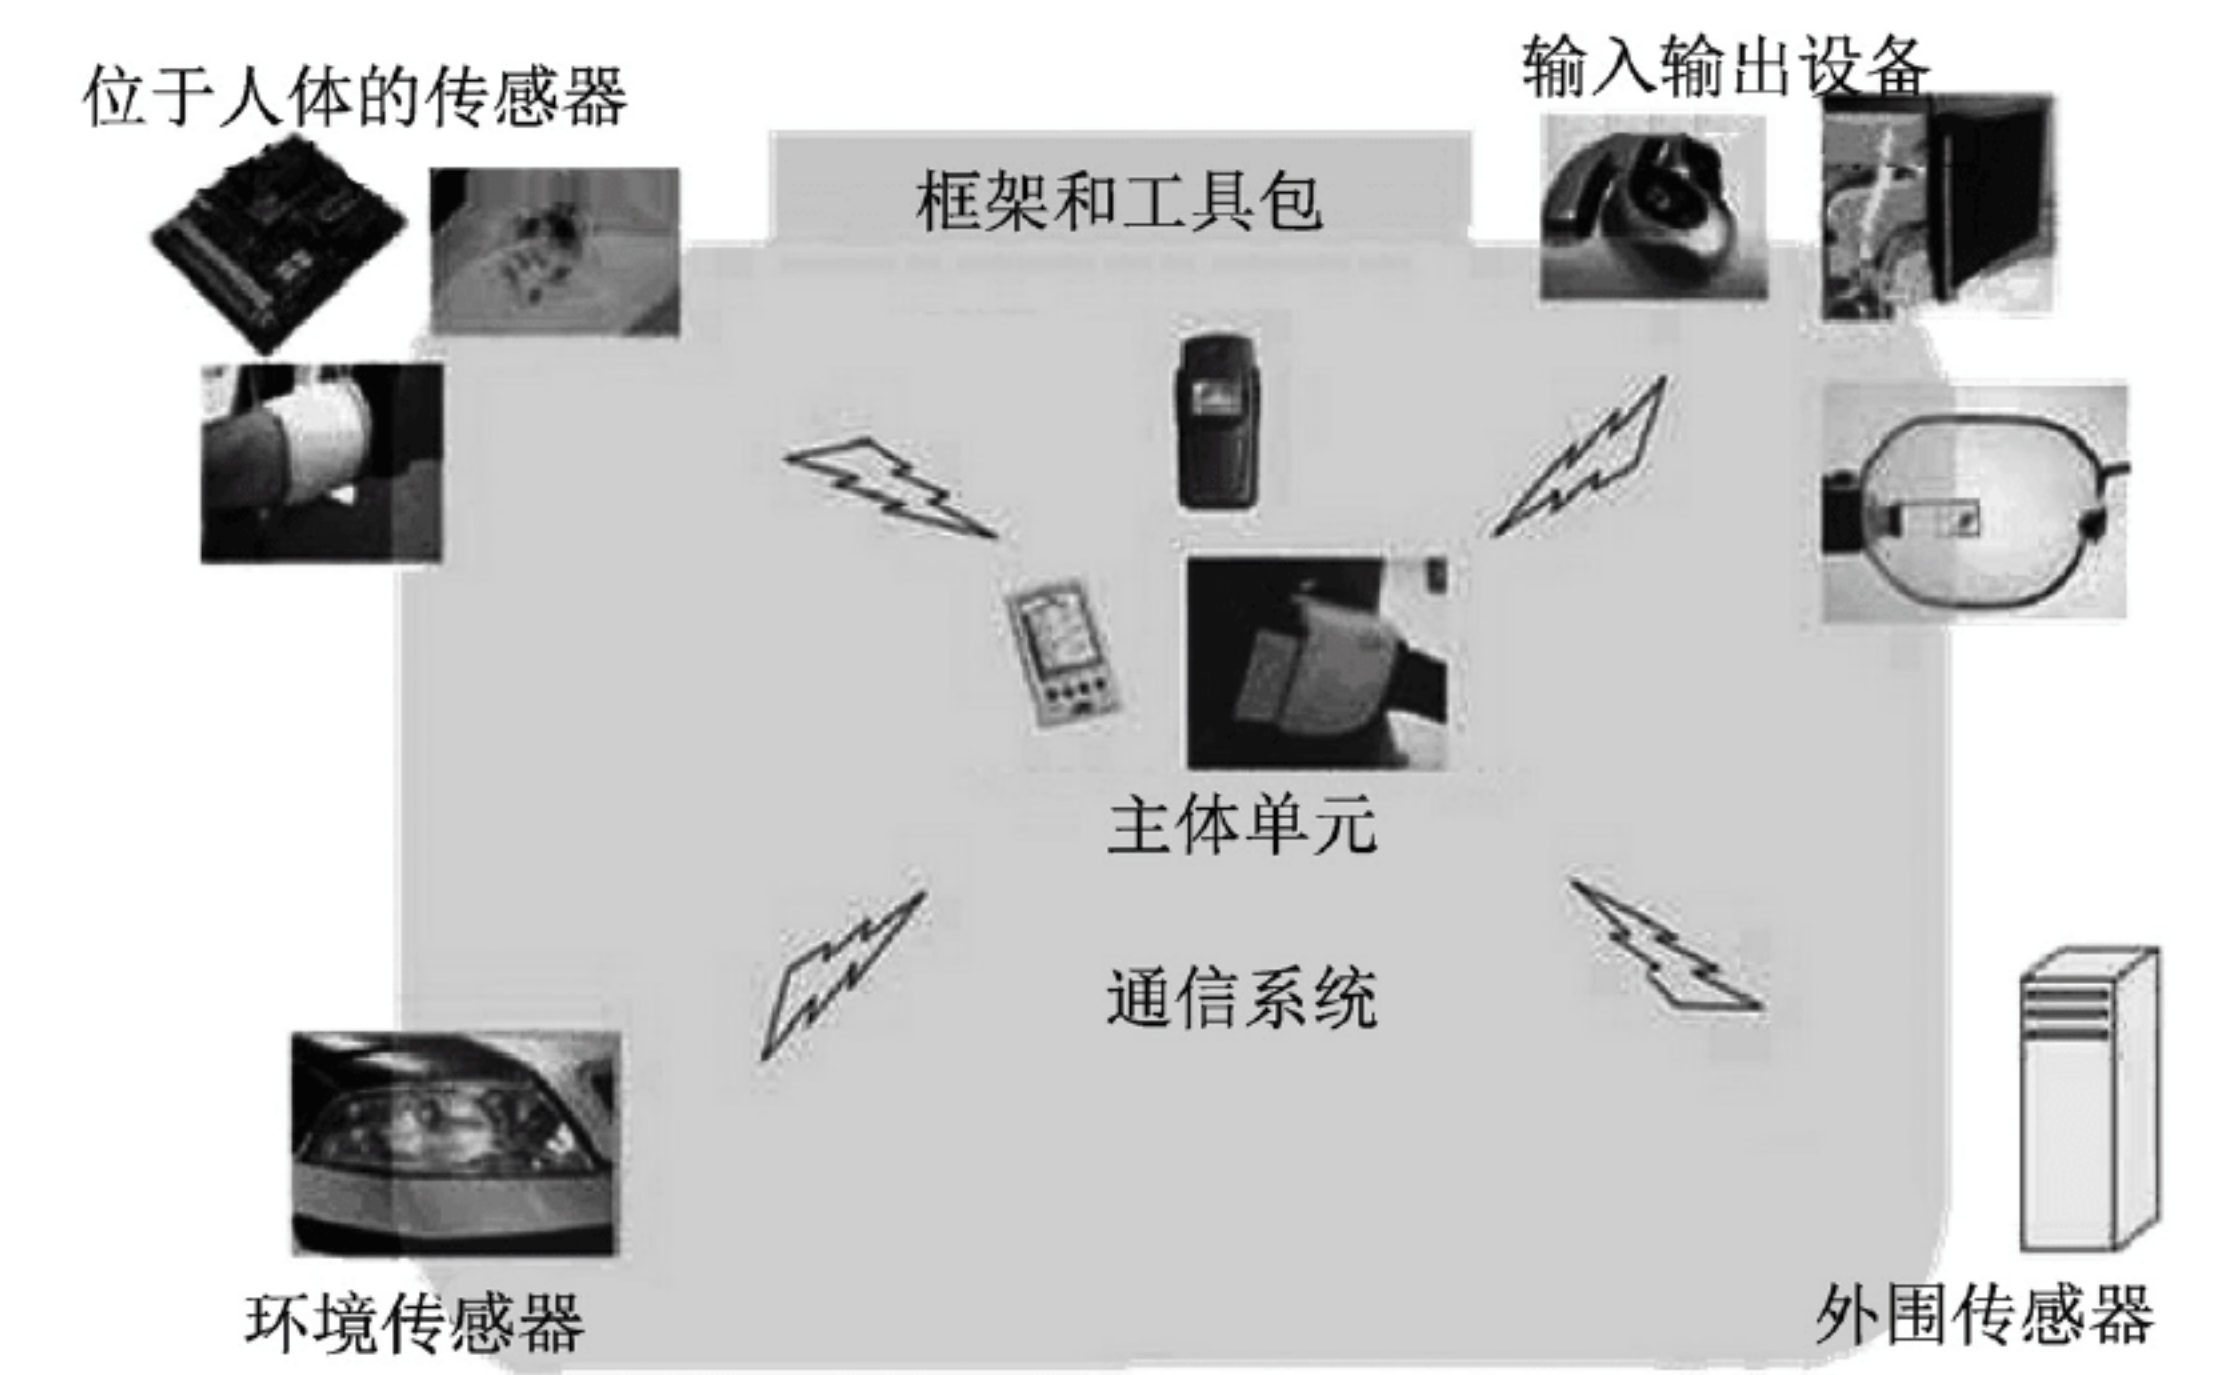 位于人体的传感器
输入输出设备
框架和工具包
主体单元
通信系统
环境传感器
外围传感器